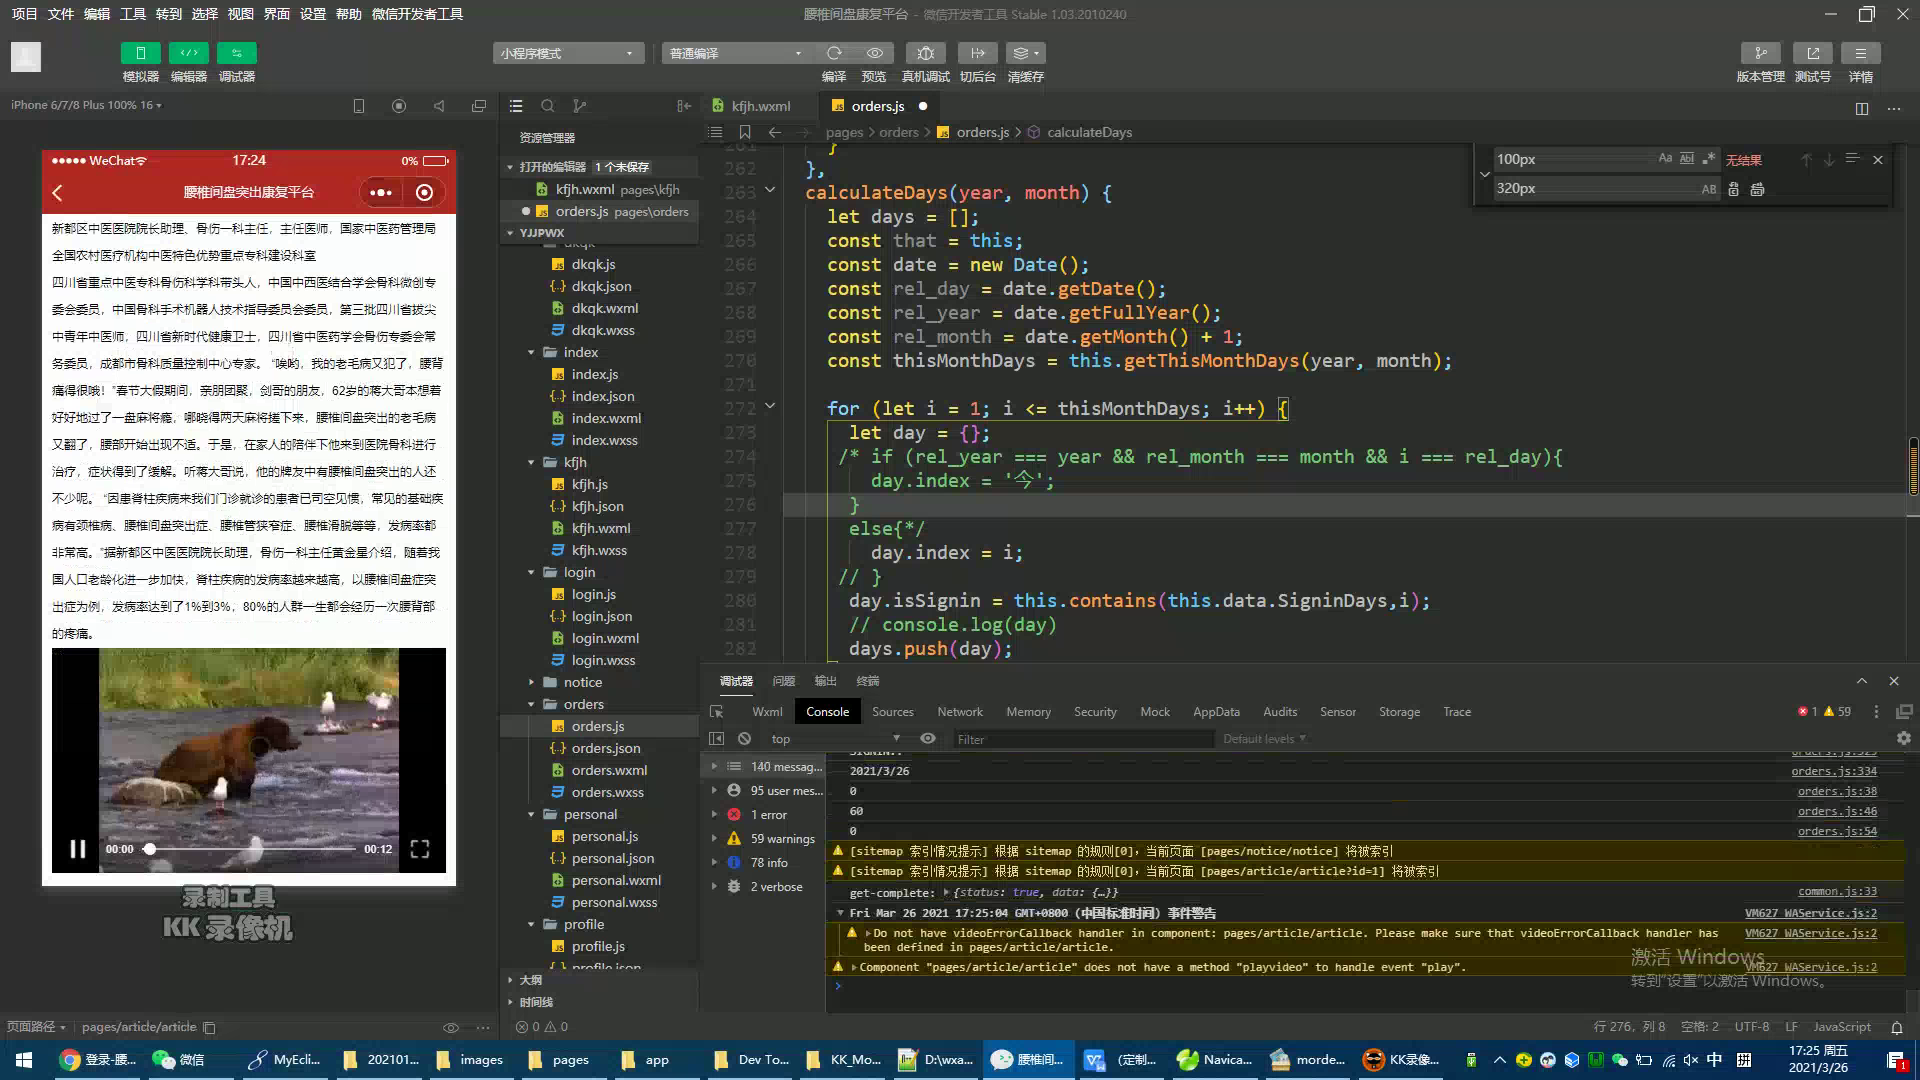 项目 文件 编辑 工具 转到 选择 视图 界面 设置 帮助 微信开发者工具
腰椎间盘康复平台 - 微信开发者工具 Stable 1.03.2010240
小程序模式
普通编译
模拟器 编辑器 调试器
编译 预览 真机调试 切后台 清缓存
版本管理 测试号 详情
iPhone 6/7/8 Plus 100% 16
WeChat 17:24 0%
腰椎间盘突出康复平台
新都区中医医院院长助理、骨伤一科主任，主任医师，国家中医药管理局
全国农村医疗机构中医特色优势重点专科建设科室
四川省重点中医专科骨伤科学科带头人，中国中西医结合学会骨科微创专
委会委员，中国骨科手术机器人技术指导委员会委员，第三批四川省拔尖
中青年中医师，四川省新时代健康卫士，四川省中医药学会骨伤专委会常
务委员，成都市骨科质量控制中心专家。 “唉哟，我的老毛病又犯了，腰背
痛得很哦！”春节大假期间，亲朋团聚，剑哥的朋友，62岁的蒋大哥本想着
好好地过了一盘麻将瘾，哪晓得两天麻将搓下来，腰椎间盘突出的老毛病
又翻了，腰部开始出现不适。于是，在家人的陪伴下他来到医院骨科进行
治疗，症状得到了缓解。听蒋大哥说，他的牌友中有腰椎间盘突出的人还
不少呢。 “因患脊柱疾病来我们门诊就诊的患者已司空见惯，常见的基础疾
病有颈椎病、腰椎间盘突出症、腰椎管狭窄症、腰椎滑脱等等，发病率都
非常高。”据新都区中医医院院长助理，骨伤一科主任黄金星介绍，随着我
国人口老龄化进一步加快，脊柱疾病的发病率越来越高，以腰椎间盘症突
出症为例，发病率达到了1%到3%，80%的人群一生都会经历一次腰背部
的疼痛。
00:00 00:12
录制工具
KK 录像机
页面路径 pages/article/article
资源管理器
打开的编辑器 1 个未保存
kfjh.wxml pages\kfjh
orders.js pages\orders
YJJPWX
dkqk
dkqk.js
dkqk.json
dkqk.wxml
dkqk.wxss
index
index.js
index.json
index.wxml
index.wxss
kfjh
kfjh.js
kfjh.json
kfjh.wxml
kfjh.wxss
login
login.js
login.json
login.wxml
login.wxss
notice
orders
orders.js
orders.json
orders.wxml
orders.wxss
personal
personal.js
personal.json
personal.wxml
personal.wxss
profile
profile.js
profile.json
大纲
时间线
0 0
kfjh.wxml orders.js
pages > orders > orders.js > calculateDays
100px Aa Abl .* 无结果
320px AB
261 }
262 },
263 calculateDays(year, month) {
264 let days = [];
265 const that = this;
266 const date = new Date();
267 const rel_day = date.getDate();
268 const rel_year = date.getFullYear();
269 const rel_month = date.getMonth() + 1;
270 const thisMonthDays = this.getThisMonthDays(year, month);
271
272 for (let i = 1; i <= thisMonthDays; i++) {
273 let day = {};
274 /* if (rel_year === year && rel_month === month && i === rel_day){
275 day.index = '今';
276 }
277 else{*/
278 day.index = i;
279 // }
280 day.isSignin = this.contains(this.data.SigninDays,i);
281 // console.log(day)
282 days.push(day);
调试器 问题 输出 终端
Wxml Console Sources Network Memory Security Mock AppData Audits Sensor Storage Trace 1 59
top Filter Default levels
140 messag...
95 user mes...
1 error
59 warnings
78 info
2 verbose
2021/3/26 orders.js:334
0 orders.js:38
60 orders.js:46
0 orders.js:54
[sitemap 索引情况提示] 根据 sitemap 的规则[0]，当前页面 [pages/notice/notice] 将被索引
[sitemap 索引情况提示] 根据 sitemap 的规则[0]，当前页面 [pages/article/article?id=1] 将被索引
get-complete: {status: true, data: {…}} common.js:33
Fri Mar 26 2021 17:25:04 GMT+0800 (中国标准时间) 事件警告 VM627 WAService.js:2
Do not have videoErrorCallback handler in component: pages/article/article. Please make sure that videoErrorCallback handler has VM627 WAService.js:2
been defined in pages/article/article.
Component "pages/article/article" does not have a method "playvideo" to handle event "play". VM627 WAService.js:2
激活 Windows
转到“设置”以激活 Windows。
行 276，列 8 空格: 2 UTF-8 LF JavaScript
登录-腰... 微信 MyEcli... 202101... images pages app Dev To... KK_Mo... D:\wxa... 腰椎间... (定制... Navica... morde... KK录像... 中 拼
17:25 周五
2021/3/26
1